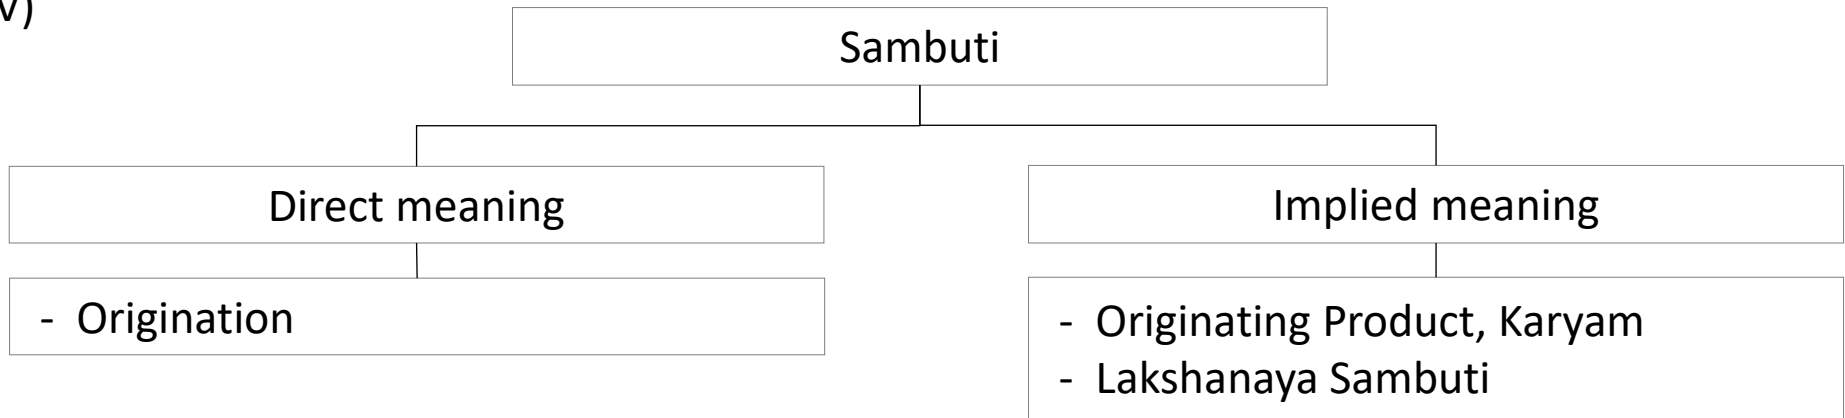 V)
Sambuti
Direct meaning
Implied meaning
- Origination
- Originating Product, Karyam
- Lakshanaya Sambuti